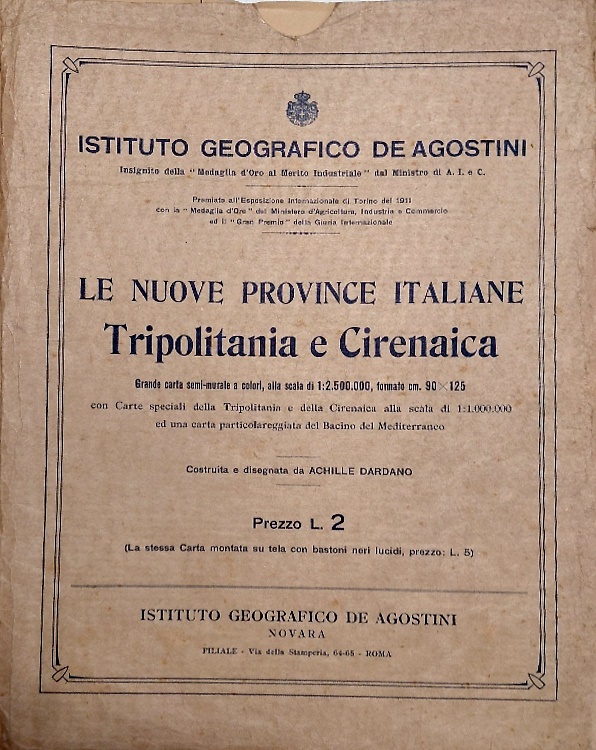 ISTITUTO GEOGRAFICO DE AGOSTINI
Insignito della "Medaglia d'Oro al Merito Industriale" dal Ministro di A. I. e C.
Premiato all'Esposizione Internazionale di Torino del 1911
con la "Medaglia d'Oro" del Ministero d'Agricoltura, Industria e Commercio
ed il "Gran Premio" della Giuria Internazionale
LE NUOVE PROVINCE ITALIANE
Tripolitania e Cirenaica
Grande carta semi-murale a colori, alla scala di 1:2.500.000, formato cm. 90×125
con Carte speciali della Tripolitania e della Cirenaica alla scala di 1:1.000.000
ed una carta particolareggiata del Bacino del Mediterraneo
Costruita e disegnata da ACHILLE DARDANO
Prezzo L. 2
(La stessa Carta montata su tela con bastoni neri lucidi, prezzo: L. 5)
ISTITUTO GEOGRAFICO DE AGOSTINI
NOVARA
FILIALE - Via della Stamperia, 64-65 - ROMA